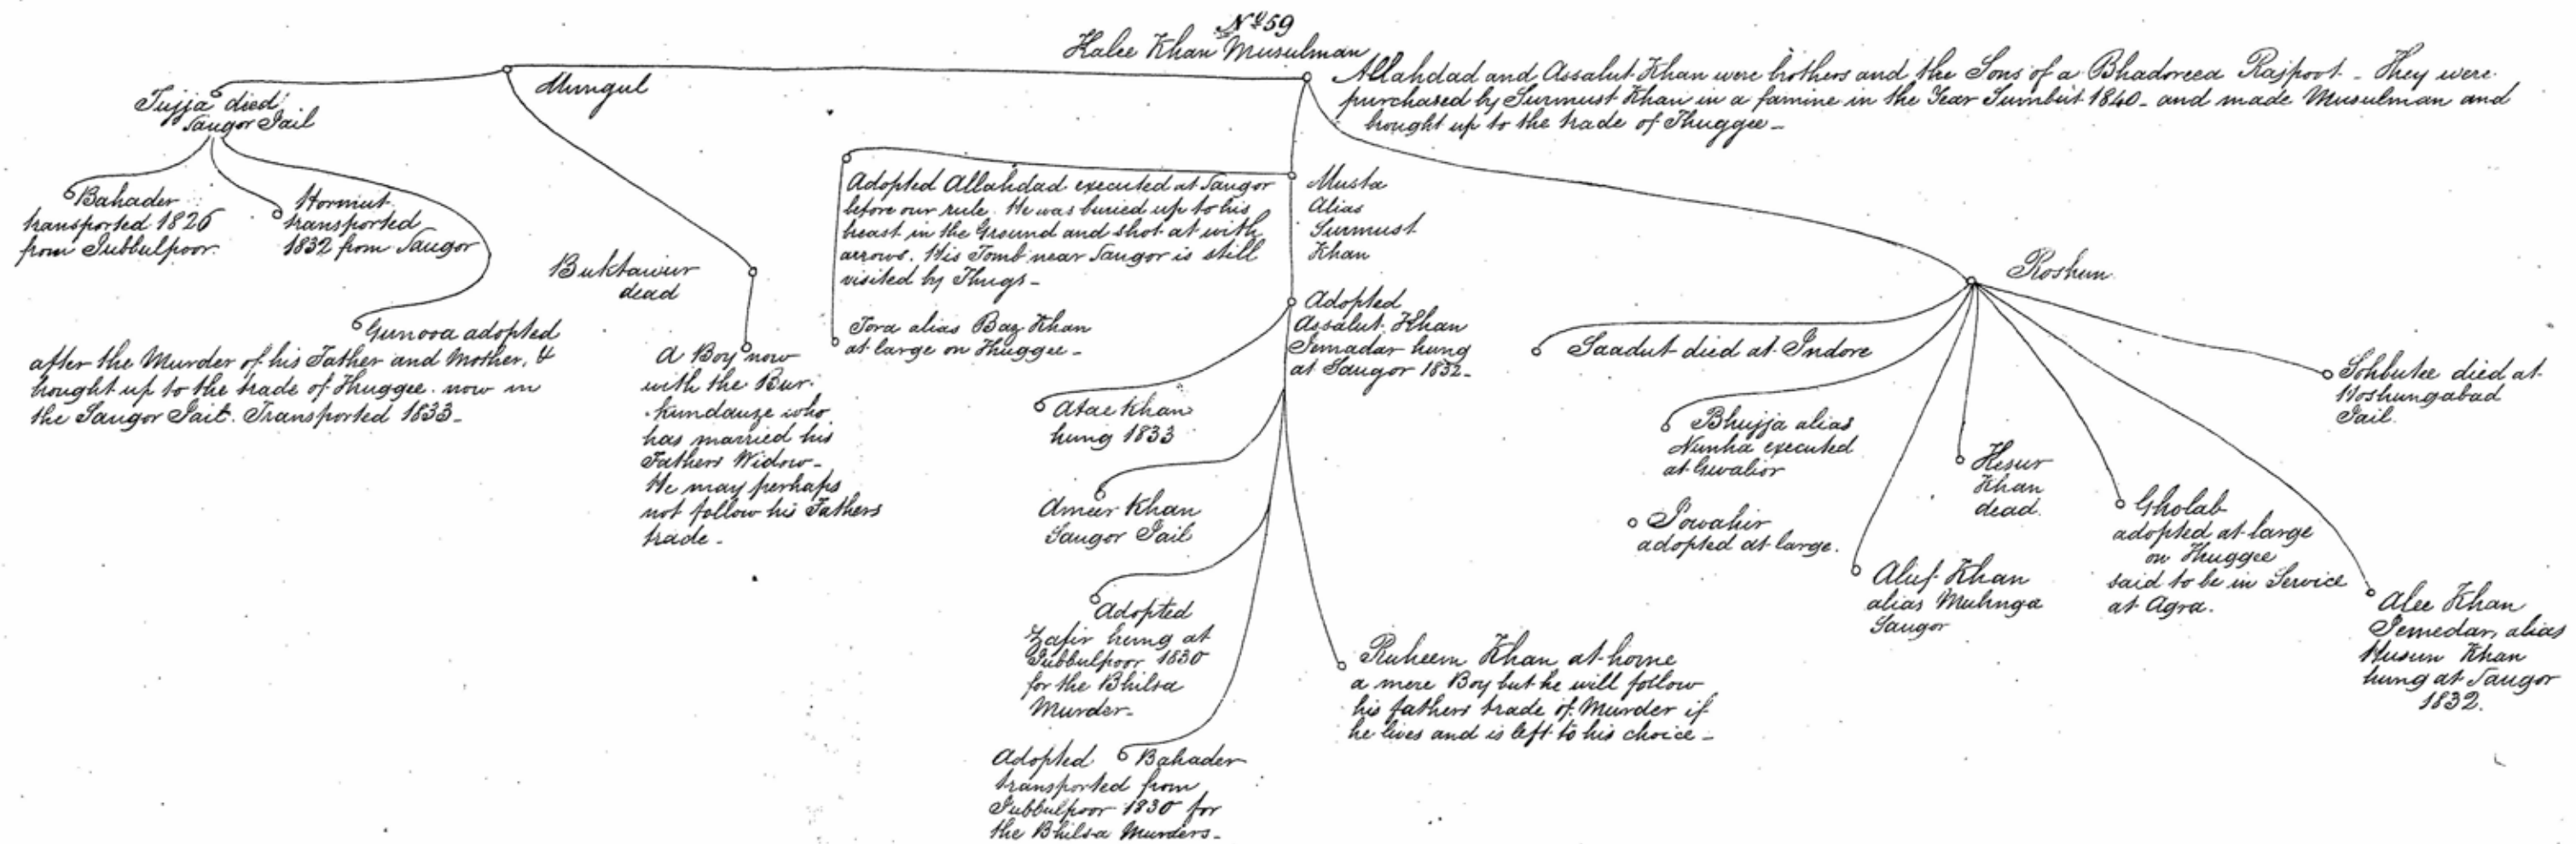 No 59
Kalee Khan Musulman
Allahdad and Assalut Khan were brothers and the Sons of a Bhadoreea Rajpoot - They were
purchased by Surmust Khan in a famine in the Year Sumbut 1840 - and made Musulman and
brought up to the trade of Thuggee -
Mungul
Jujja died
Saugor Jail
Bahader
transported 1826
from Jubbulpoor.
Hormut
transported
1832 from Saugor
Gunooa adopted
after the Murder of his Father and Mother, &
brought up to the trade of Thuggee. now in
the Saugor Jail. Transported 1833 -
Buktawur
dead
A Boy now
with the Bur-
kundauze who
has married his
Fathers Widow -
He may perhaps
not follow his Fathers
trade -
Adopted Allahdad executed at Saugor
before our rule. He was buried up to his
breast in the Ground and shot at with
arrows. His Tomb near Saugor is still
visited by Thugs -
Jora alias Baz Khan
at large on Thuggee -
Musta
Alias
Surmust
Khan
Adopted
Assalut Khan
Jemadar hung
at Saugor 1832 -
Atae Khan
hung 1833
Ameer Khan
Saugor Jail
Adopted
Zafir hung at
Jubbulpoor 1830
for the Bhilsa
Murder -
Adopted Bahader
transported from
Jubbulpoor 1830 for
the Bhilsa Murders -
Ruheem Khan at home
a mere Boy but he will follow
his fathers trade of Murder if
he lives and is left to his choice -
Roshun
Saadut died at Indore
Bhujja alias
Nunha executed
at Gwalior
Jowahir
adopted at large.
Aluf Khan
alias Muhnga
Saugor
Kesur
Khan
dead.
Gholab
adopted at large
on Thuggee
said to be in Service
at Agra.
Alee Khan
Jemedar, alias
Husun Khan
hung at Saugor
1832.
Sohbutee died at
Hoshungabad
Jail.